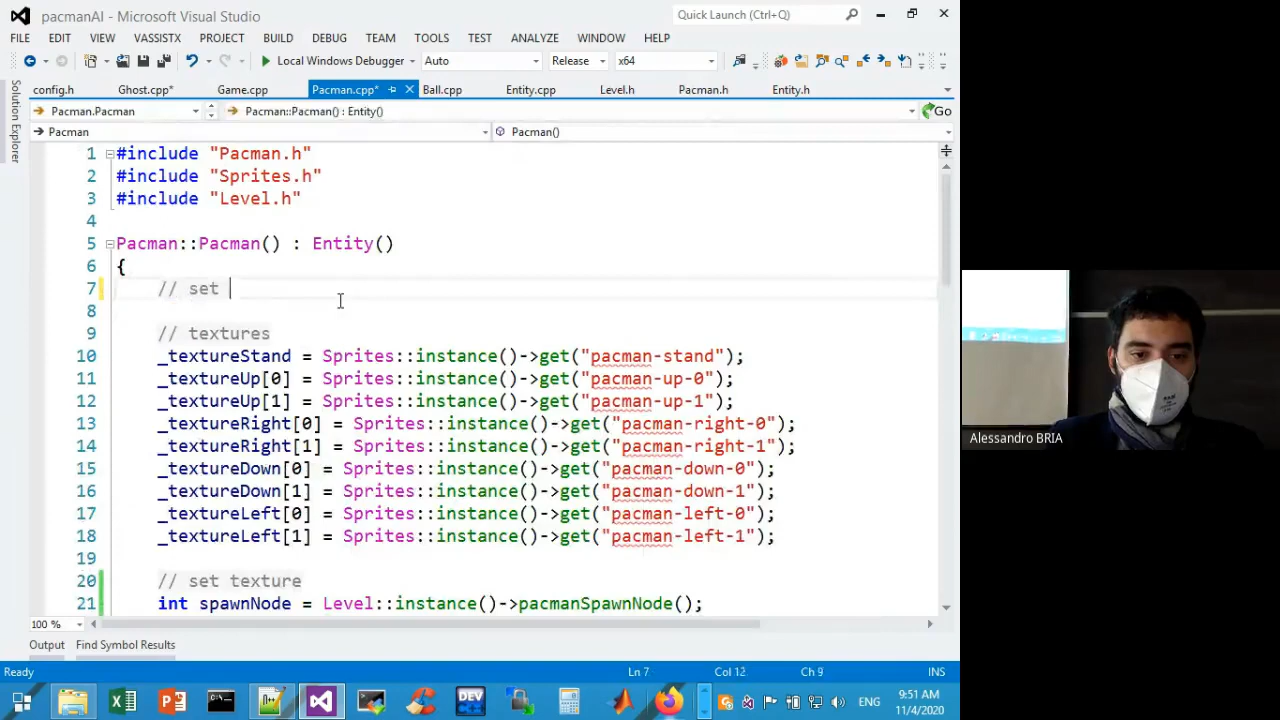 pacmanAI - Microsoft Visual Studio
Quick Launch (Ctrl+Q)
FILE EDIT VIEW VASSISTX PROJECT BUILD DEBUG TEAM TOOLS TEST ANALYZE WINDOW HELP
Local Windows Debugger Auto Release x64
config.h Ghost.cpp* Game.cpp Pacman.cpp* Ball.cpp Entity.cpp Level.h Pacman.h Entity.h
Pacman.Pacman Pacman::Pacman() : Entity() Go
Pacman Pacman()
Solution Explorer
1 #include "Pacman.h"
2 #include "Sprites.h"
3 #include "Level.h"
4
5 Pacman::Pacman() : Entity()
6 {
7 // set
8
9 // textures
10 _textureStand = Sprites::instance()->get("pacman-stand");
11 _textureUp[0] = Sprites::instance()->get("pacman-up-0");
12 _textureUp[1] = Sprites::instance()->get("pacman-up-1");
13 _textureRight[0] = Sprites::instance()->get("pacman-right-0");
14 _textureRight[1] = Sprites::instance()->get("pacman-right-1");
15 _textureDown[0] = Sprites::instance()->get("pacman-down-0");
16 _textureDown[1] = Sprites::instance()->get("pacman-down-1");
17 _textureLeft[0] = Sprites::instance()->get("pacman-left-0");
18 _textureLeft[1] = Sprites::instance()->get("pacman-left-1");
19
20 // set texture
21 int spawnNode = Level::instance()->pacmanSpawnNode();
100 %
Output Find Symbol Results
Ready Ln 7 Col 12 Ch 9 INS
DEV ENG 9:51 AM
11/4/2020
Alessandro BRIA